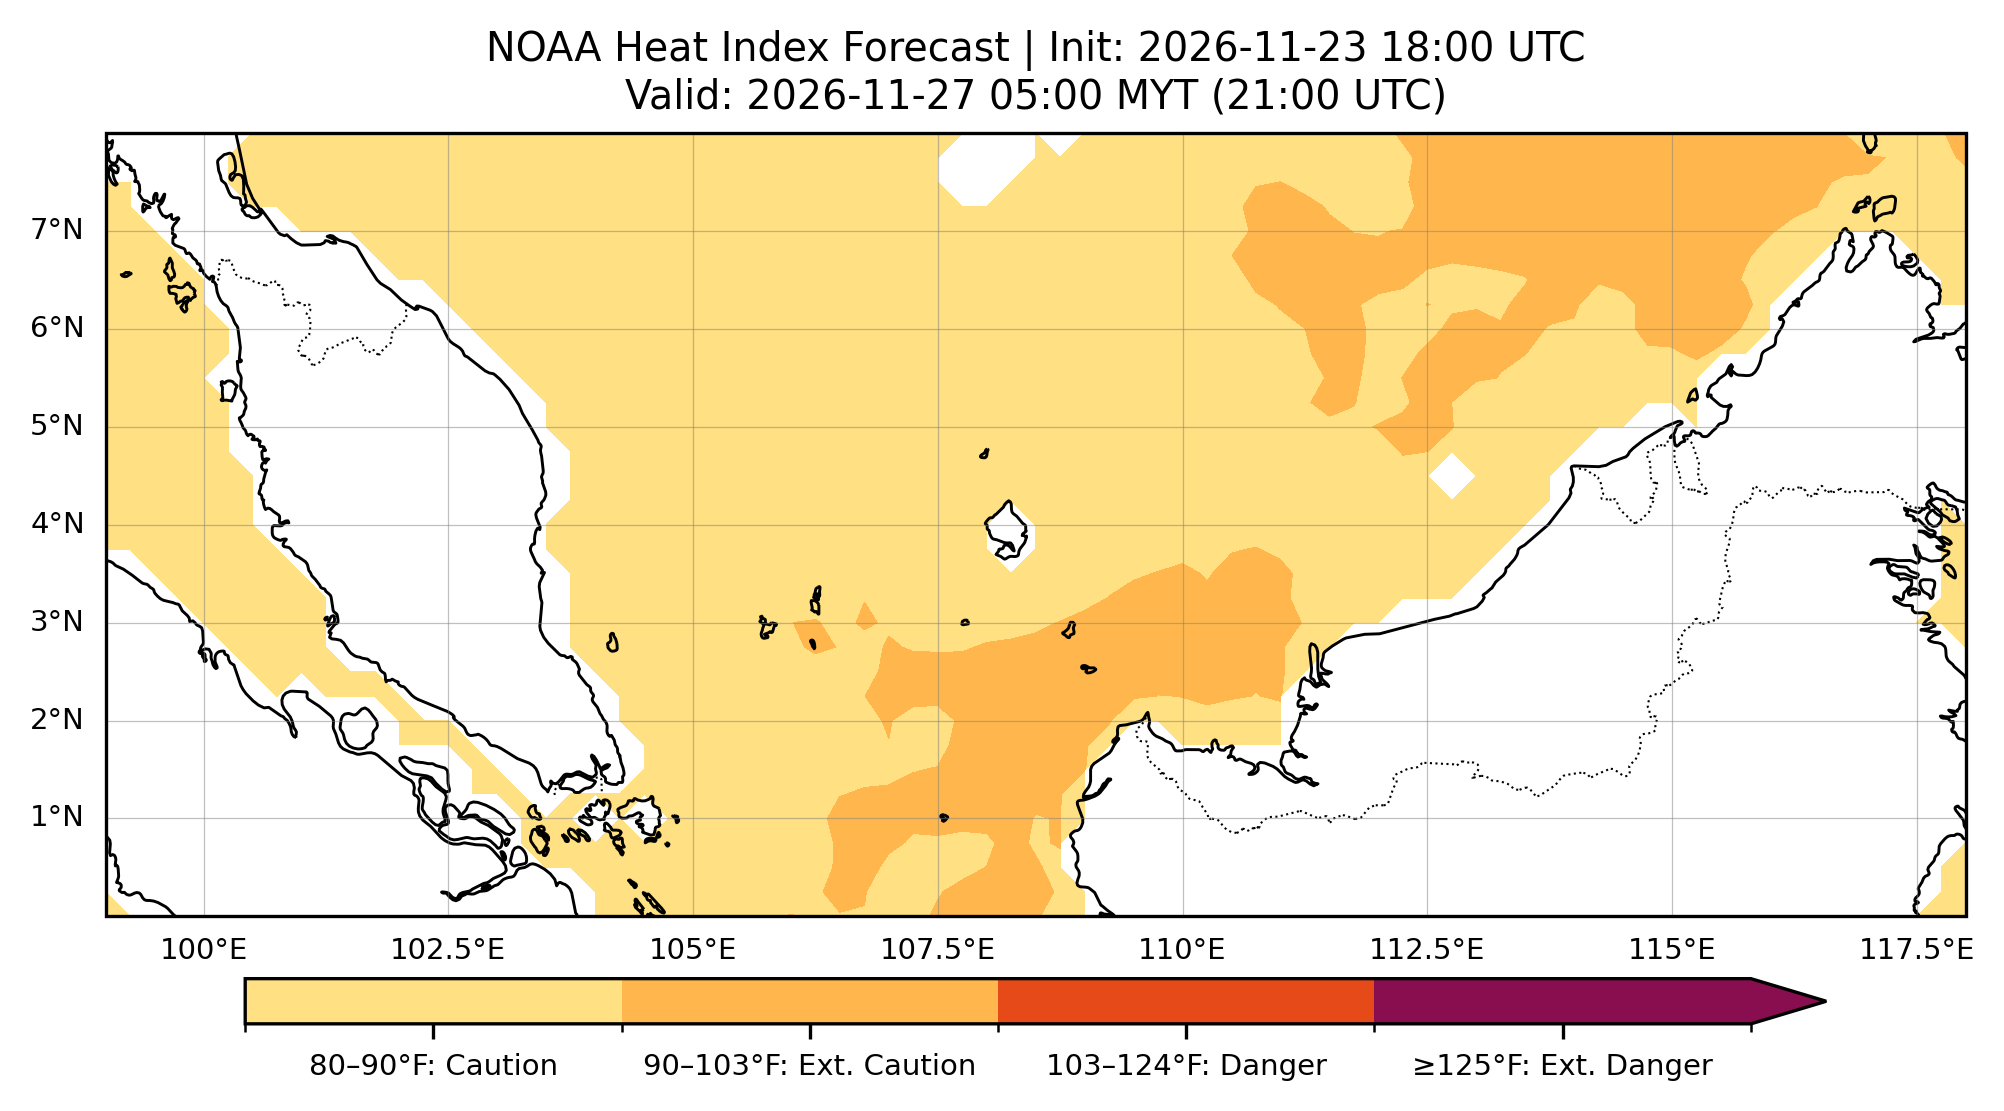 NOAA Heat Index Forecast | Init: 2026-11-23 18:00 UTC
Valid: 2026-11-27 05:00 MYT (21:00 UTC)
7°N
6°N
5°N
4°N
3°N
2°N
1°N
100°E 102.5°E 105°E 107.5°E 110°E 112.5°E 115°E 117.5°E
80–90°F: Caution 90–103°F: Ext. Caution 103–124°F: Danger ≥125°F: Ext. Danger